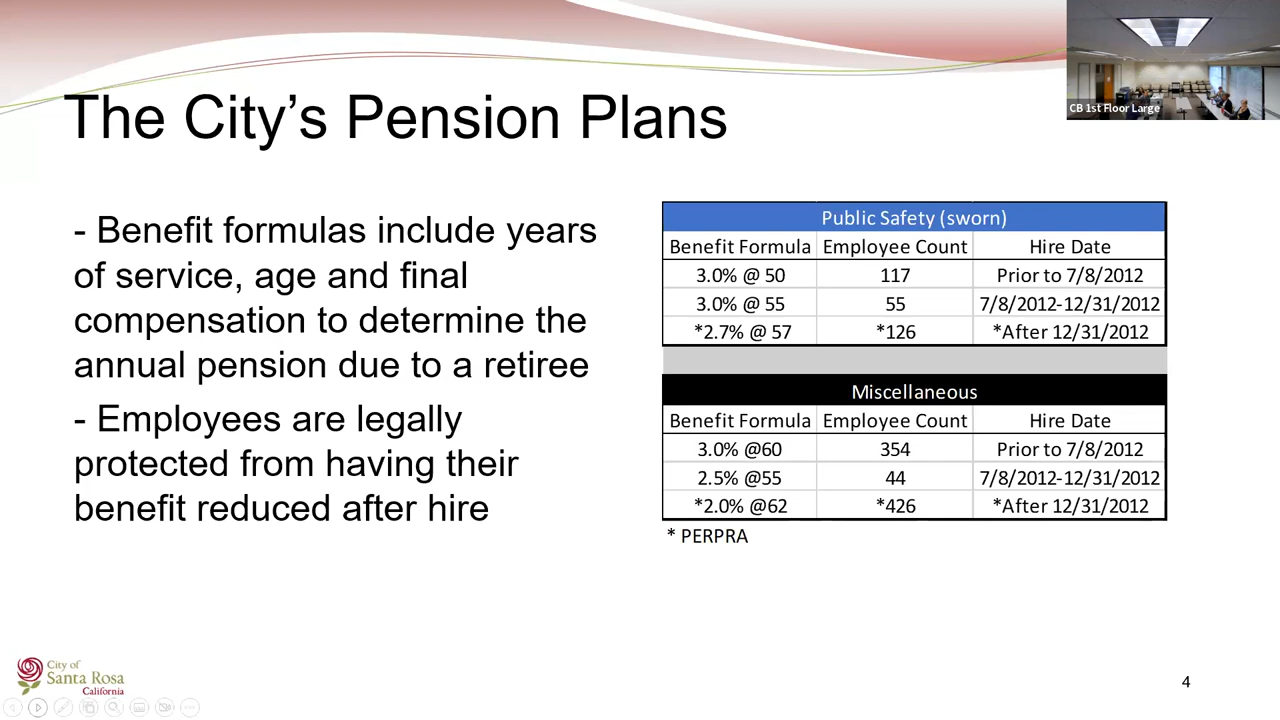 CB 1st Floor Large
The City's Pension Plans
- Benefit formulas include years
of service, age and final
compensation to determine the
annual pension due to a retiree
- Employees are legally
protected from having their
benefit reduced after hire
Public Safety (sworn)
Benefit Formula Employee Count Hire Date
3.0% @ 50 117 Prior to 7/8/2012
3.0% @ 55 55 7/8/2012-12/31/2012
*2.7% @ 57 *126 *After 12/31/2012
Miscellaneous
Benefit Formula Employee Count Hire Date
3.0% @60 354 Prior to 7/8/2012
2.5% @55 44 7/8/2012-12/31/2012
*2.0% @62 *426 *After 12/31/2012
* PERPRA
City of
Santa Rosa
California
4